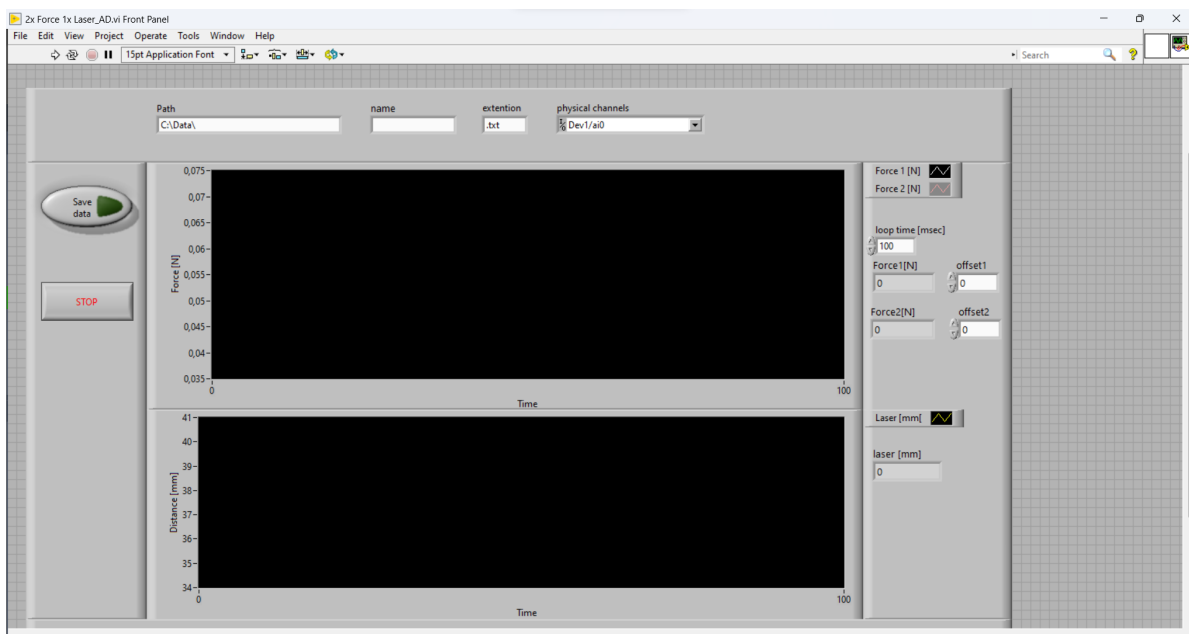 2x Force 1x Laser_AD.vi Front Panel
File Edit View Project Operate Tools Window Help
15pt Application Font
Search
Path name extention physical channels
C:\Data\ .txt Dev1/ai0
Save
data
STOP
0,075
0,07
0,065
0,06
0,055
0,05
0,045
0,04
0,035
Force [N]
0 100
Time
Force 1 [N]
Force 2 [N]
loop time [msec]
100
Force1[N] offset1
0 0
Force2[N] offset2
0 0
41
40
39
38
37
36
35
34
Distance [mm]
0 100
Time
Laser [mm[
laser [mm]
0